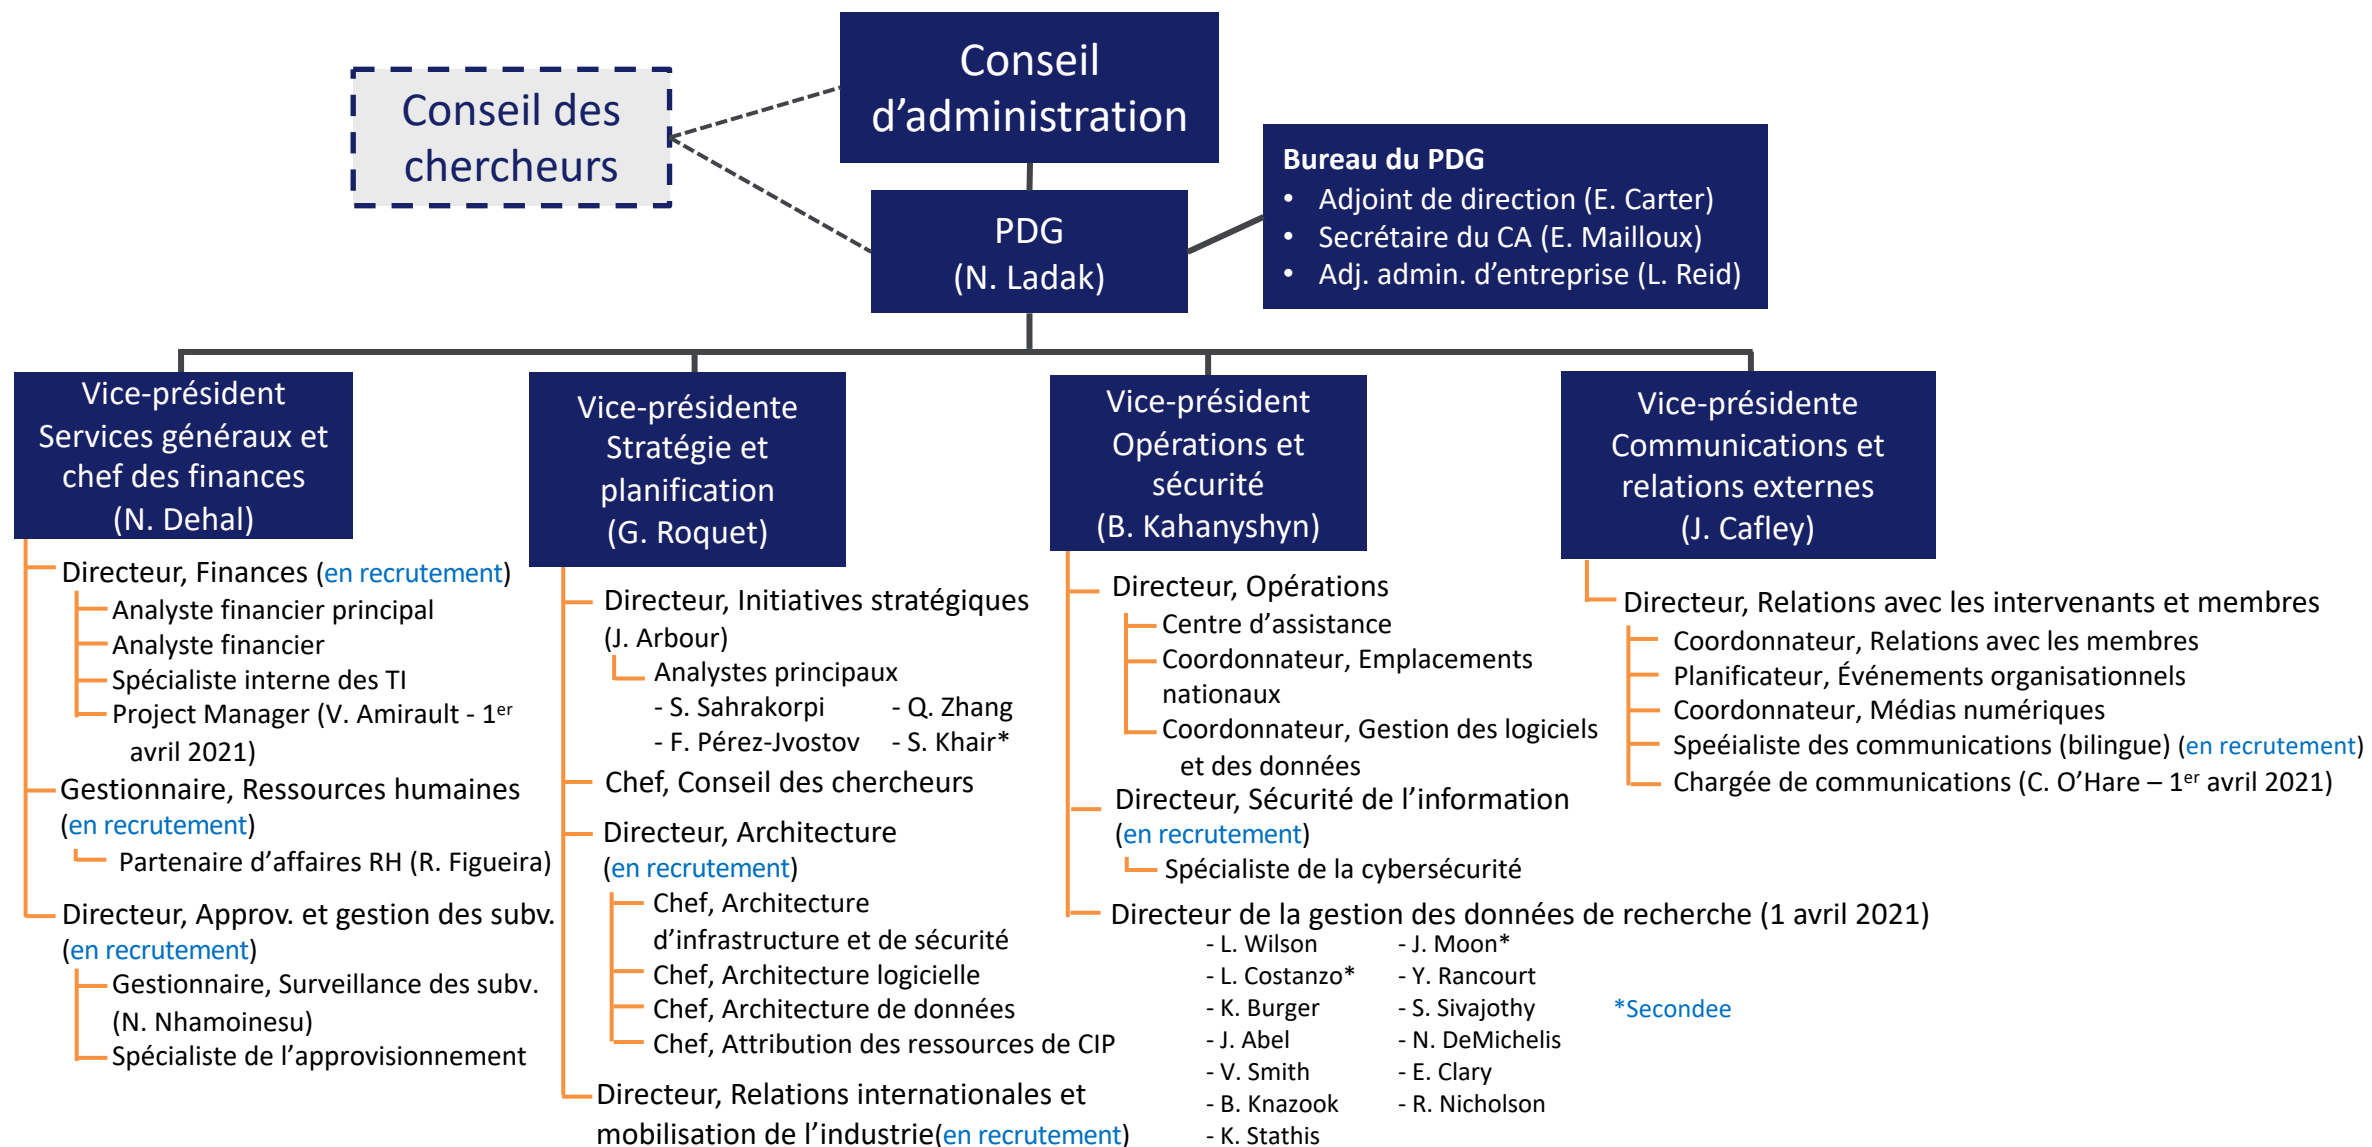 Conseil des
chercheurs
Conseil
d’administration
PDG
(N. Ladak)
Bureau du PDG
• Adjoint de direction (E. Carter)
• Secrétaire du CA (E. Mailloux)
• Adj. admin. d’entreprise (L. Reid)
Vice-président
Services généraux et
chef des finances
(N. Dehal)
Directeur, Finances (en recrutement)
Analyste financier principal
Analyste financier
Spécialiste interne des TI
Project Manager (V. Amirault - 1er
avril 2021)
Gestionnaire, Ressources humaines
(en recrutement)
Partenaire d’affaires RH (R. Figueira)
Directeur, Approv. et gestion des subv.
(en recrutement)
Gestionnaire, Surveillance des subv.
(N. Nhamoinesu)
Spécialiste de l’approvisionnement
Vice-présidente
Stratégie et
planification
(G. Roquet)
Directeur, Initiatives stratégiques
(J. Arbour)
Analystes principaux
- S. Sahrakorpi - Q. Zhang
- F. Pérez-Jvostov - S. Khair*
Chef, Conseil des chercheurs
Directeur, Architecture
(en recrutement)
Chef, Architecture
d’infrastructure et de sécurité
Chef, Architecture logicielle
Chef, Architecture de données
Chef, Attribution des ressources de CIP
Directeur, Relations internationales et
mobilisation de l’industrie(en recrutement)
Vice-président
Opérations et
sécurité
(B. Kahanyshyn)
Directeur, Opérations
Centre d’assistance
Coordonnateur, Emplacements
nationaux
Coordonnateur, Gestion des logiciels
et des données
Directeur, Sécurité de l’information
(en recrutement)
Spécialiste de la cybersécurité
Directeur de la gestion des données de recherche (1 avril 2021)
- L. Wilson - J. Moon*
- L. Costanzo* - Y. Rancourt
- K. Burger - S. Sivajothy
- J. Abel - N. DeMichelis
- V. Smith - E. Clary
- B. Knazook - R. Nicholson
- K. Stathis
Vice-présidente
Communications et
relations externes
(J. Cafley)
Directeur, Relations avec les intervenants et membres
Coordonnateur, Relations avec les membres
Planificateur, Événements organisationnels
Coordonnateur, Médias numériques
Speéialiste des communications (bilingue) (en recrutement)
Chargée de communications (C. O’Hare – 1er avril 2021)
*Secondee